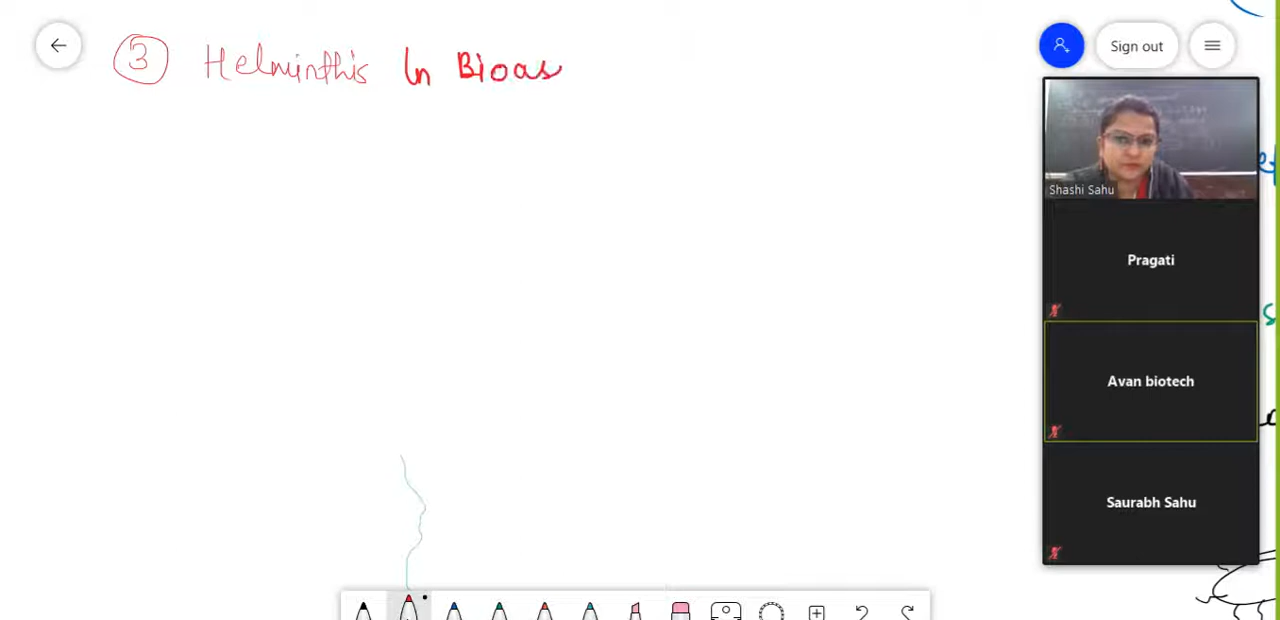 3 Helminthis In Bioas
Sign out
Shashi Sahu
Pragati
Avan biotech
Saurabh Sahu